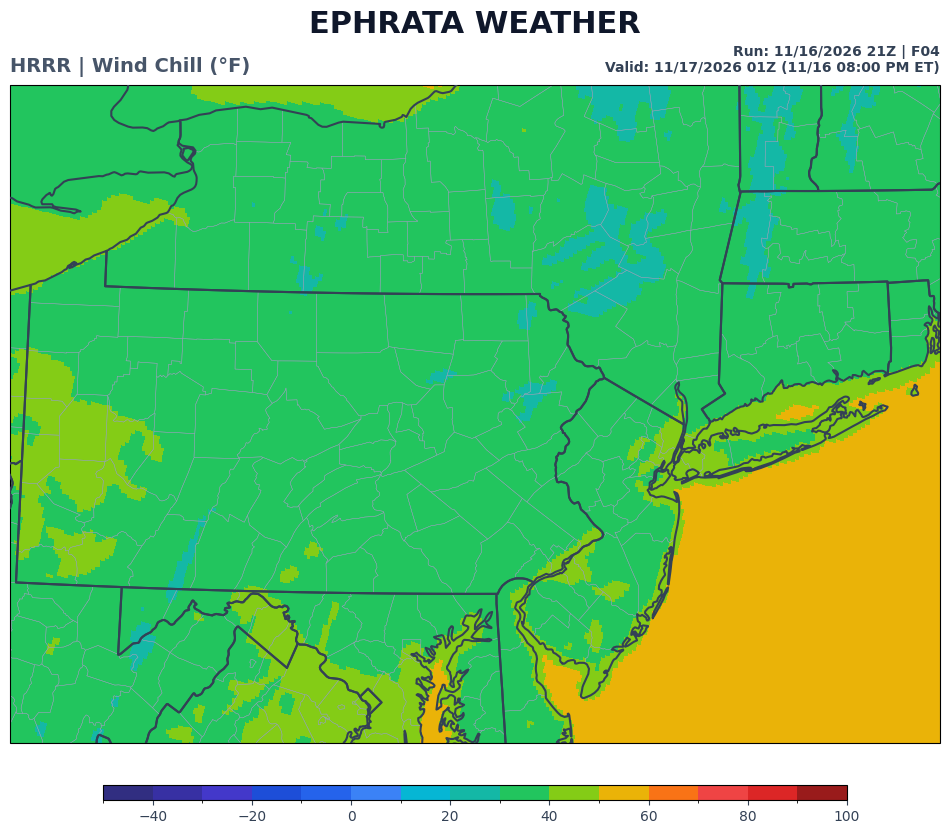 EPHRATA WEATHER
HRRR | Wind Chill (°F)
Run: 11/16/2026 21Z | F04
Valid: 11/17/2026 01Z (11/16 08:00 PM ET)
−40 −20 0 20 40 60 80 100